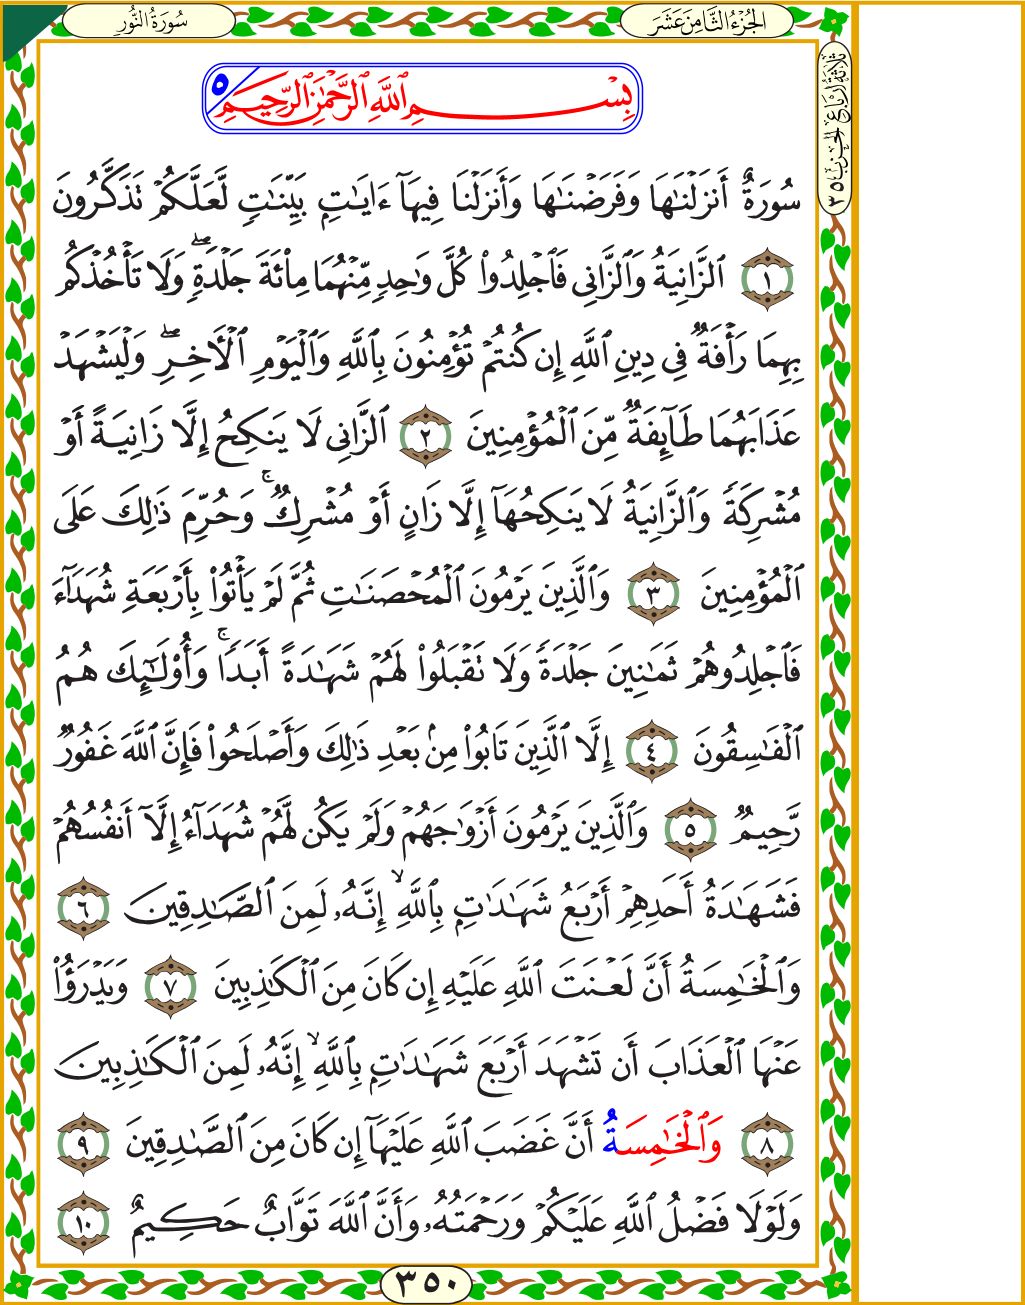 سُورَةُ النُّور
الجُزْءُ الثَّامِنَ عَشَرَ
ثَلَاثَةُ أَرْبَاعِ الحِزْبِ ٣٥
بِسْمِ ٱللَّهِ ٱلرَّحْمَٰنِ ٱلرَّحِيمِ ٥
سُورَةٌ أَنزَلْنَٰهَا وَفَرَضْنَٰهَا وَأَنزَلْنَا فِيهَآ ءَايَٰتِۭ بَيِّنَٰتٖ لَّعَلَّكُمْ تَذَكَّرُونَ
١ ٱلزَّانِيَةُ وَٱلزَّانِي فَٱجْلِدُوا۟ كُلَّ وَٰحِدٖ مِّنْهُمَا مِا۟ئَةَ جَلْدَةٖۖ وَلَا تَأْخُذْكُم
بِهِمَا رَأْفَةٌ فِي دِينِ ٱللَّهِ إِن كُنتُمْ تُؤْمِنُونَ بِٱللَّهِ وَٱلْيَوْمِ ٱلْأٓخِرِۖ وَلْيَشْهَدْ
عَذَابَهُمَا طَآئِفَةٌ مِّنَ ٱلْمُؤْمِنِينَ ٢ ٱلزَّانِي لَا يَنكِحُ إِلَّا زَانِيَةً أَوْ
مُشْرِكَةً وَٱلزَّانِيَةُ لَا يَنكِحُهَآ إِلَّا زَانٍ أَوْ مُشْرِكٌۚ وَحُرِّمَ ذَٰلِكَ عَلَى
ٱلْمُؤْمِنِينَ ٣ وَٱلَّذِينَ يَرْمُونَ ٱلْمُحْصَنَٰتِ ثُمَّ لَمْ يَأْتُوا۟ بِأَرْبَعَةِ شُهَدَآءَ
فَٱجْلِدُوهُمْ ثَمَٰنِينَ جَلْدَةً وَلَا تَقْبَلُوا۟ لَهُمْ شَهَٰدَةً أَبَدًاۚ وَأُو۟لَٰٓئِكَ هُمُ
ٱلْفَٰسِقُونَ ٤ إِلَّا ٱلَّذِينَ تَابُوا۟ مِنۢ بَعْدِ ذَٰلِكَ وَأَصْلَحُوا۟ فَإِنَّ ٱللَّهَ غَفُورٌ
رَّحِيمٌ ٥ وَٱلَّذِينَ يَرْمُونَ أَزْوَٰجَهُمْ وَلَمْ يَكُن لَّهُمْ شُهَدَآءُ إِلَّآ أَنفُسُهُمْ
فَشَهَٰدَةُ أَحَدِهِمْ أَرْبَعُ شَهَٰدَٰتِۭ بِٱللَّهِۙ إِنَّهُۥ لَمِنَ ٱلصَّٰدِقِينَ ٦
وَٱلْخَٰمِسَةُ أَنَّ لَعْنَتَ ٱللَّهِ عَلَيْهِ إِن كَانَ مِنَ ٱلْكَٰذِبِينَ ٧ وَيَدْرَؤُا۟
عَنْهَا ٱلْعَذَابَ أَن تَشْهَدَ أَرْبَعَ شَهَٰدَٰتِۭ بِٱللَّهِۙ إِنَّهُۥ لَمِنَ ٱلْكَٰذِبِينَ
٨ وَٱلْخَٰمِسَةُ أَنَّ غَضَبَ ٱللَّهِ عَلَيْهَآ إِن كَانَ مِنَ ٱلصَّٰدِقِينَ ٩
وَلَوْلَا فَضْلُ ٱللَّهِ عَلَيْكُمْ وَرَحْمَتُهُۥ وَأَنَّ ٱللَّهَ تَوَّابٌ حَكِيمٌ ١٠
٣٥٠